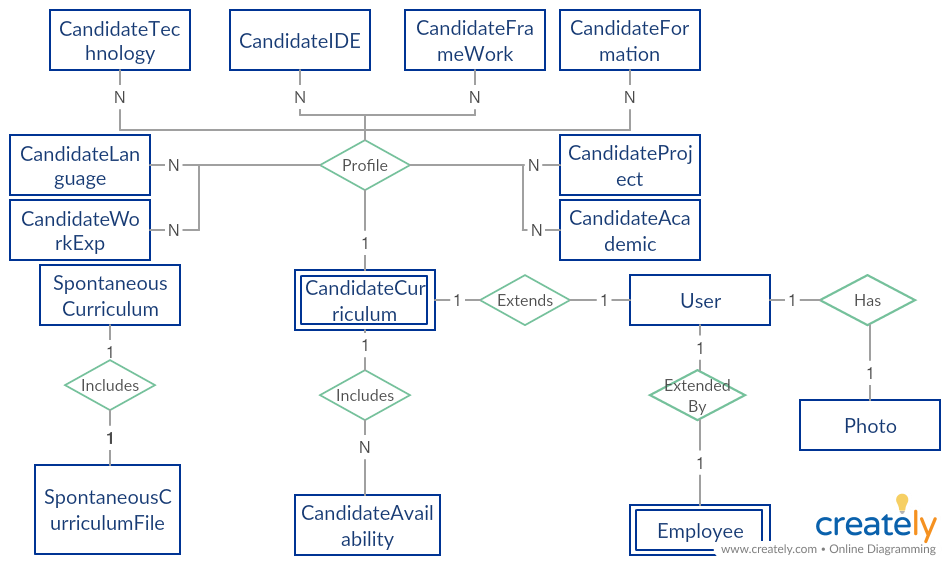 CandidateTec
hnology
CandidateIDE
CandidateFra
meWork
CandidateFor
mation
N
N
N
N
CandidateLan
guage
N
Profile
N
CandidateProj
ect
CandidateWo
rkExp
N
N
CandidateAca
demic
1
Spontaneous
Curriculum
CandidateCur
riculum
1
Extends
1
User
1
Has
1
1
1
1
Includes
Includes
Extended
By
Photo
1
N
1
SpontaneousC
urriculumFile
CandidateAvail
ability
Employee
creately
www.creately.com • Online Diagramming